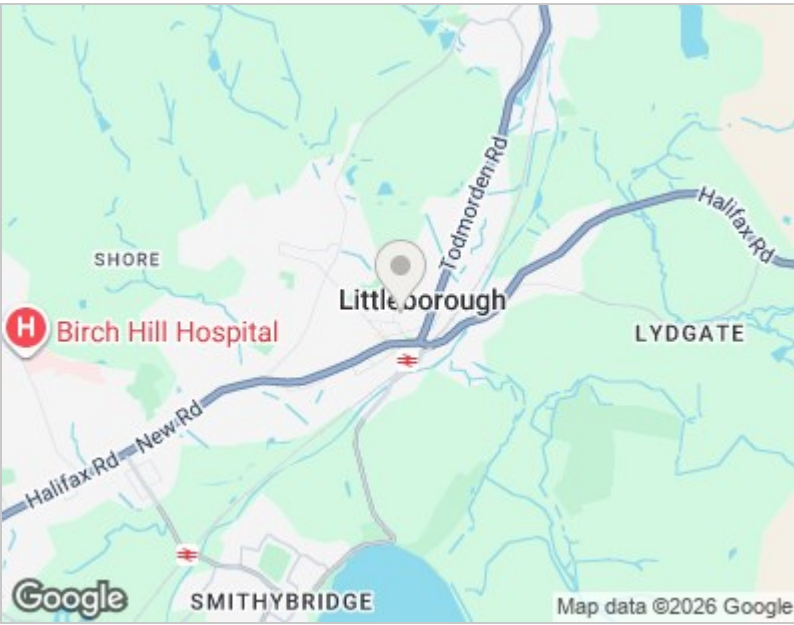 Todmorden Rd
Halifax Rd
SHORE
Littleborough
H
Birch Hill Hospital
LYDGATE
New Rd
Halifax Rd
SMITHYBRIDGE
Google
Map data ©2026 Google